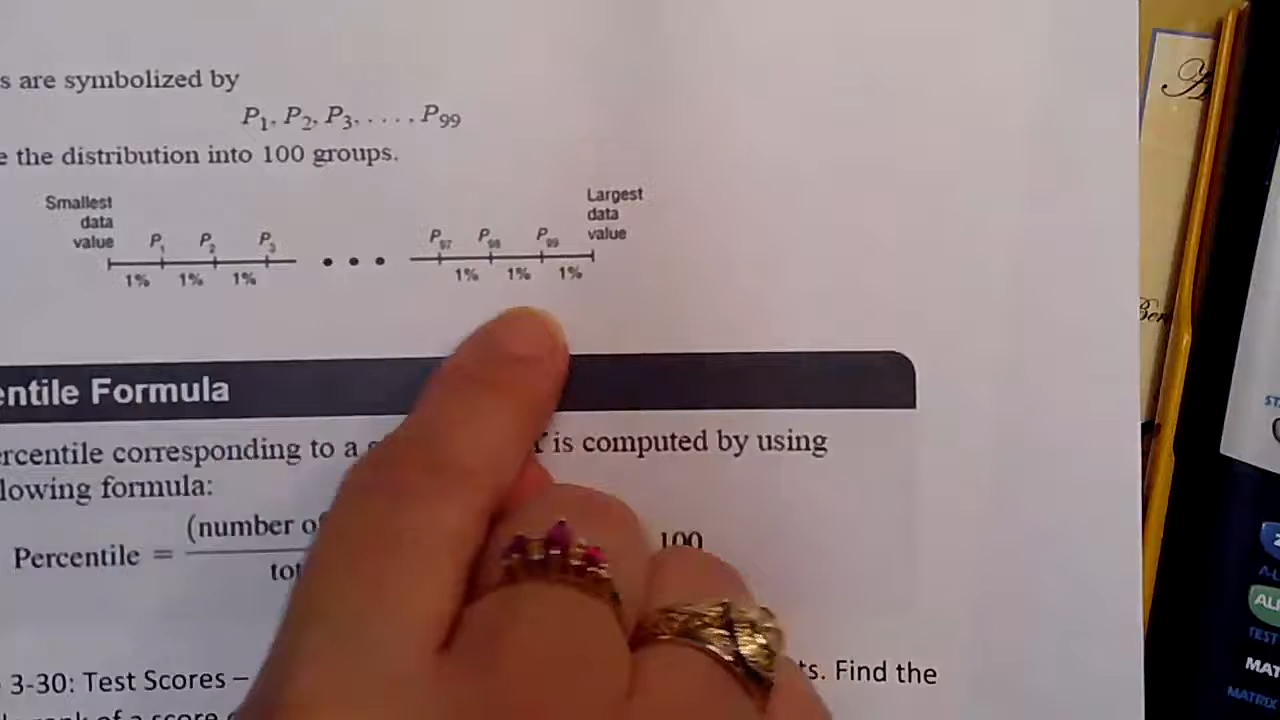 s are symbolized by
P1, P2, P3, . . . . , P99
e the distribution into 100 groups.
Smallest data value
Largest data value
P1 P2 P3 • • • P97 P98 P99
1% 1% 1% 1% 1% 1%
entile Formula
ercentile corresponding to a is computed by using
lowing formula:
Percentile = (number of
tot
100
3-30: Test Scores – ts. Find the